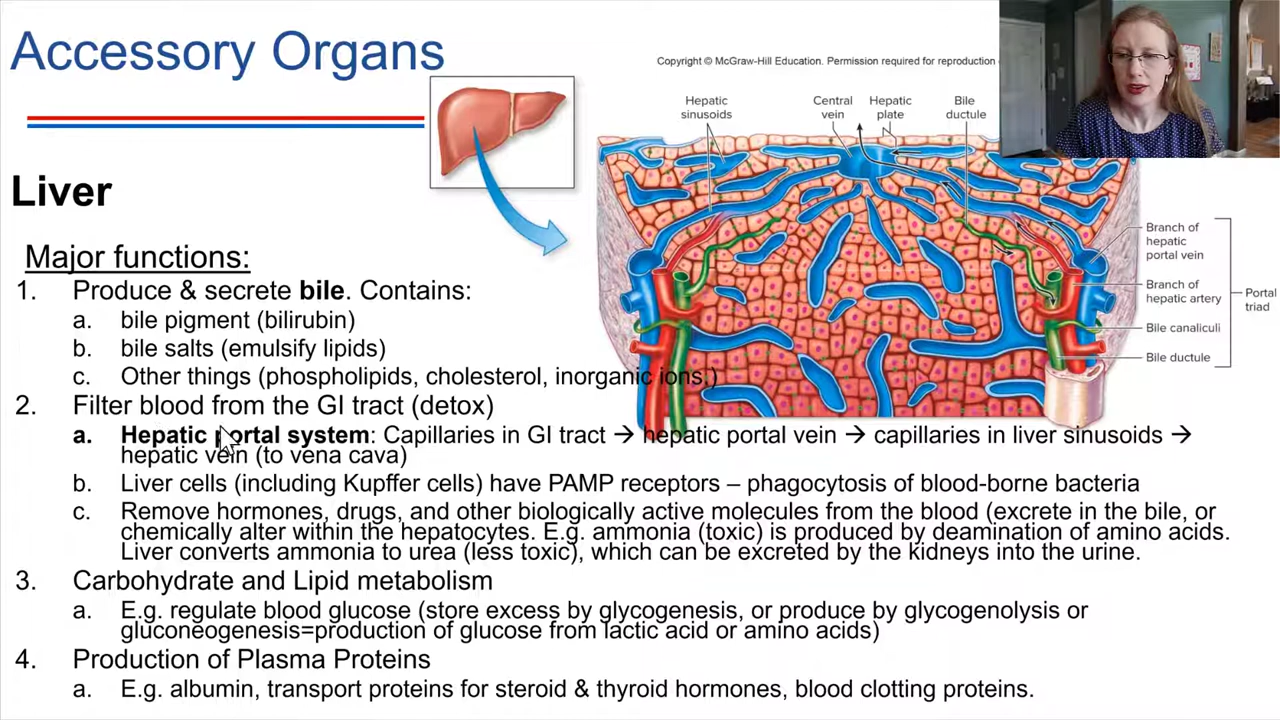 Accessory Organs
Copyright © McGraw-Hill Education. Permission required for reproduction
Hepatic
sinusoids
Central
vein
Hepatic
plate
Bile
ductule
Branch of
hepatic
portal vein
Branch of
hepatic artery
Portal
triad
Bile canaliculi
Bile ductule
Liver
Major functions:
1. Produce & secrete bile. Contains:
a. bile pigment (bilirubin)
b. bile salts (emulsify lipids)
c. Other things (phospholipids, cholesterol, inorganic ions,)
2. Filter blood from the GI tract (detox)
a. Hepatic portal system: Capillaries in GI tract → hepatic portal vein → capillaries in liver sinusoids →
hepatic vein (to vena cava)
b. Liver cells (including Kupffer cells) have PAMP receptors – phagocytosis of blood-borne bacteria
c. Remove hormones, drugs, and other biologically active molecules from the blood (excrete in the bile, or
chemically alter within the hepatocytes. E.g. ammonia (toxic) is produced by deamination of amino acids.
Liver converts ammonia to urea (less toxic), which can be excreted by the kidneys into the urine.
3. Carbohydrate and Lipid metabolism
a. E.g. regulate blood glucose (store excess by glycogenesis, or produce by glycogenolysis or
gluconeogenesis=production of glucose from lactic acid or amino acids)
4. Production of Plasma Proteins
a. E.g. albumin, transport proteins for steroid & thyroid hormones, blood clotting proteins.